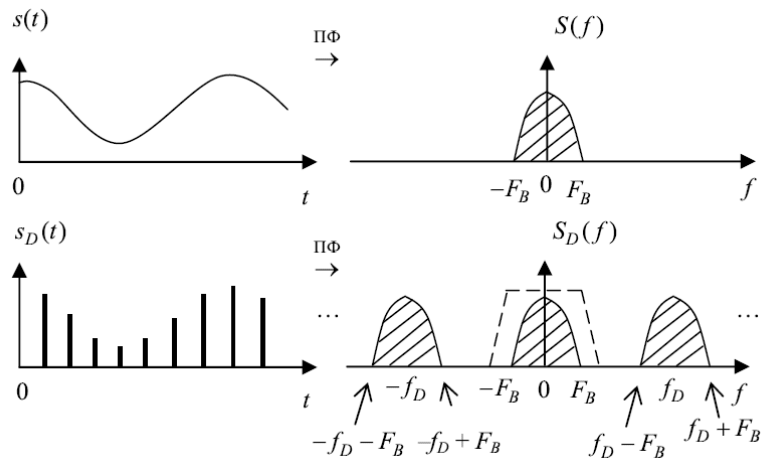 s(t)
ПФ
→
S(f)
0
t
−F_B
0
F_B
f
s_D(t)
ПФ
→
S_D(f)
...
...
0
t
−f_D
−F_B
0
F_B
f_D
f
−f_D − F_B
−f_D + F_B
f_D − F_B
f_D + F_B